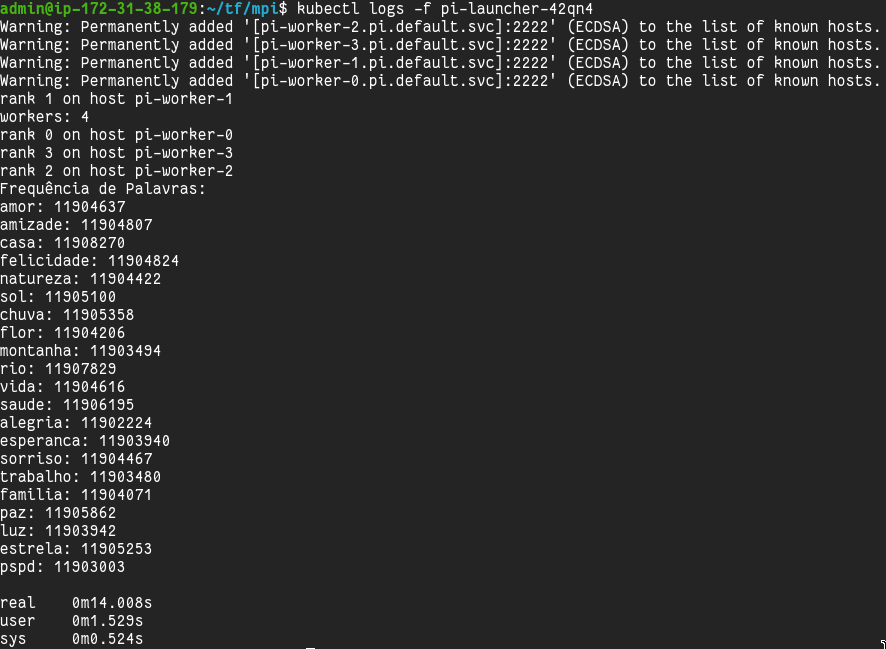 admin@ip-172-31-38-179:~/tf/mpi$ kubectl logs -f pi-launcher-42qn4
Warning: Permanently added '[pi-worker-2.pi.default.svc]:2222' (ECDSA) to the list of known hosts.
Warning: Permanently added '[pi-worker-3.pi.default.svc]:2222' (ECDSA) to the list of known hosts.
Warning: Permanently added '[pi-worker-1.pi.default.svc]:2222' (ECDSA) to the list of known hosts.
Warning: Permanently added '[pi-worker-0.pi.default.svc]:2222' (ECDSA) to the list of known hosts.
rank 1 on host pi-worker-1
workers: 4
rank 0 on host pi-worker-0
rank 3 on host pi-worker-3
rank 2 on host pi-worker-2
Frequência de Palavras:
amor: 11904637
amizade: 11904807
casa: 11908270
felicidade: 11904824
natureza: 11904422
sol: 11905100
chuva: 11905358
flor: 11904206
montanha: 11903494
rio: 11907829
vida: 11904616
saude: 11906195
alegria: 11902224
esperanca: 11903940
sorriso: 11904467
trabalho: 11903480
familia: 11904071
paz: 11905862
luz: 11903942
estrela: 11905253
pspd: 11903003
real    0m14.008s
user    0m1.529s
sys     0m0.524s